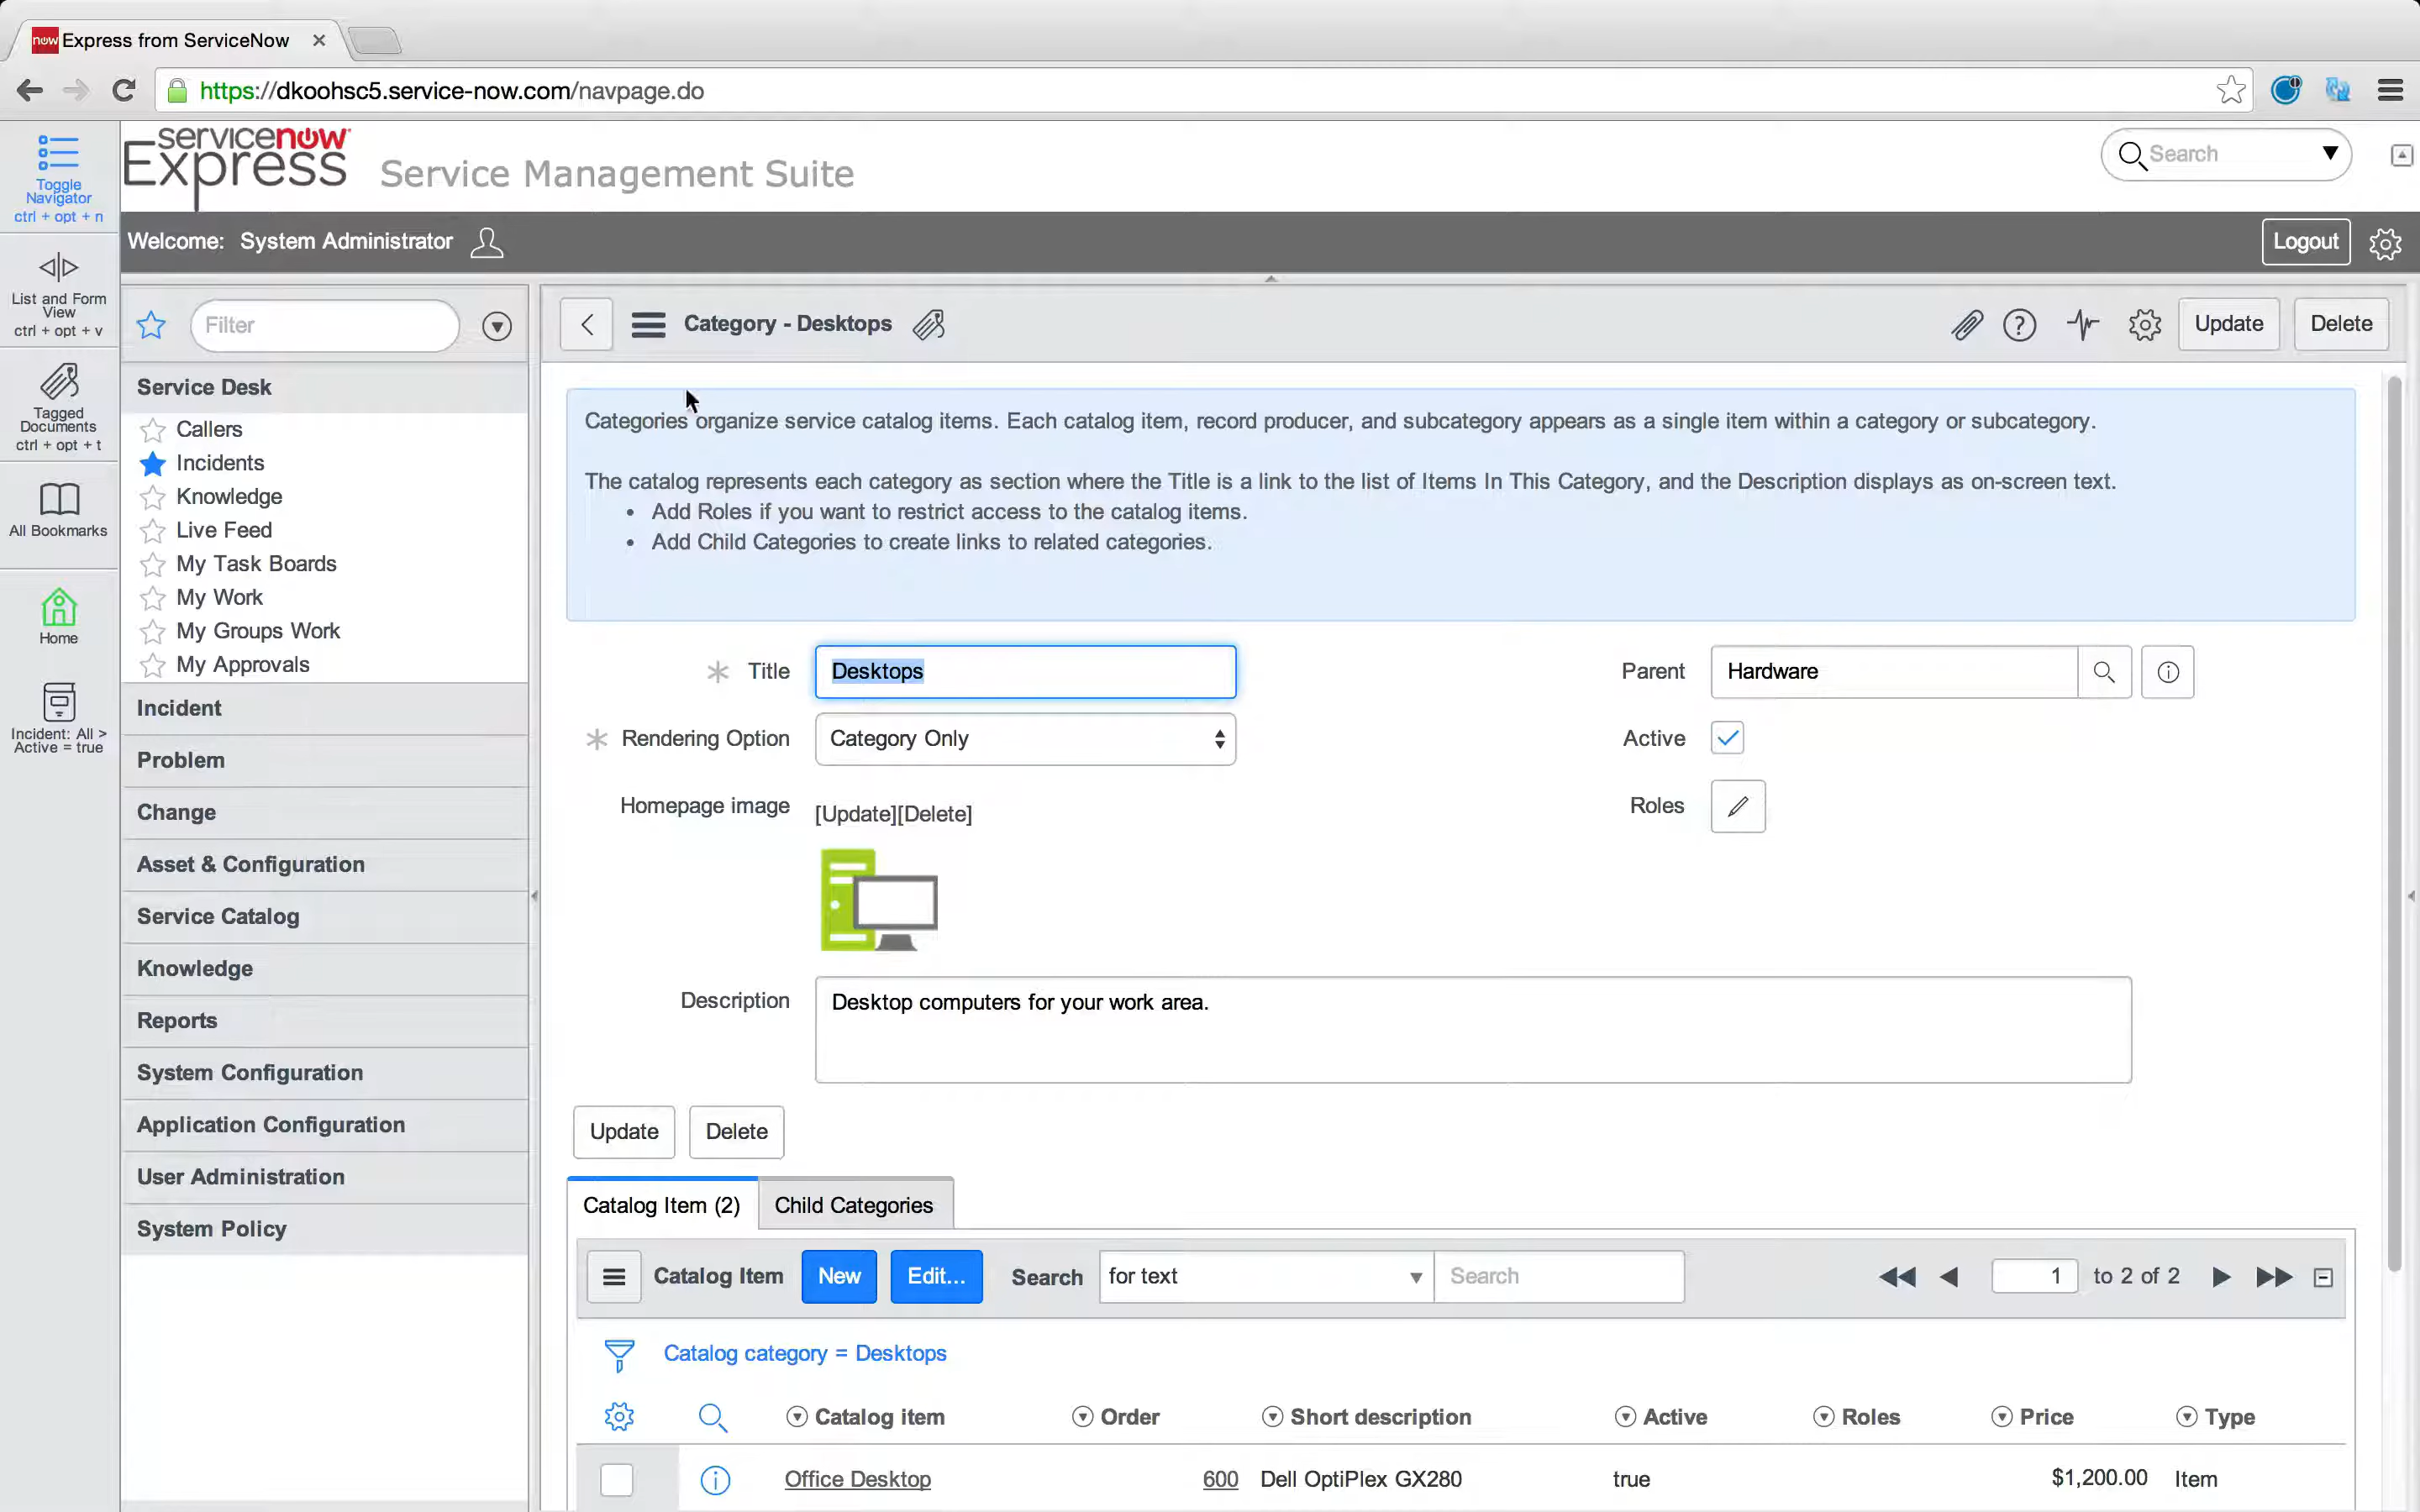 now Express from ServiceNow
https://dkoohsc5.service-now.com/navpage.do
servicenow
Express
Service Management Suite
Search
Welcome: System Administrator
Logout
Toggle
Navigator
ctrl + opt + n
List and Form
View
ctrl + opt + v
Tagged
Documents
ctrl + opt + t
All Bookmarks
Home
Incident: All >
Active = true
Filter
Service Desk
Callers
Incidents
Knowledge
Live Feed
My Task Boards
My Work
My Groups Work
My Approvals
Incident
Problem
Change
Asset & Configuration
Service Catalog
Knowledge
Reports
System Configuration
Application Configuration
User Administration
System Policy
Category - Desktops
Update
Delete
Categories organize service catalog items. Each catalog item, record producer, and subcategory appears as a single item within a category or subcategory.
The catalog represents each category as section where the Title is a link to the list of Items In This Category, and the Description displays as on-screen text.
• Add Roles if you want to restrict access to the catalog items.
• Add Child Categories to create links to related categories.
Title Desktops
Parent Hardware
Rendering Option Category Only
Active
Homepage image [Update][Delete]
Roles
Description Desktop computers for your work area.
Update Delete
Catalog Item (2) Child Categories
Catalog Item New Edit... Search for text Search 1 to 2 of 2
Catalog category = Desktops
Catalog item Order Short description Active Roles Price Type
Office Desktop 600 Dell OptiPlex GX280 true $1,200.00 Item